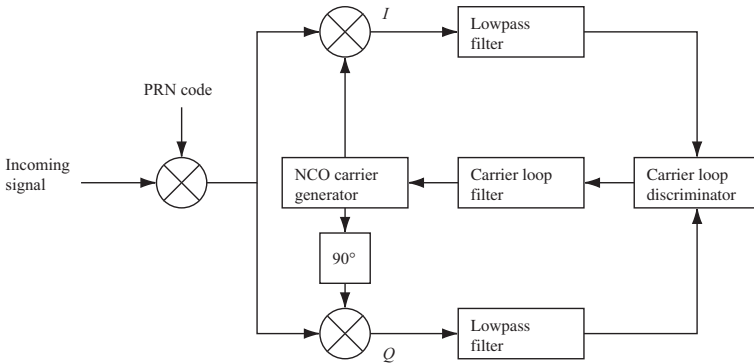 I
Lowpass
filter
PRN code
Incoming
signal
NCO carrier
generator
Carrier loop
filter
Carrier loop
discriminator
90°
Lowpass
filter
Q